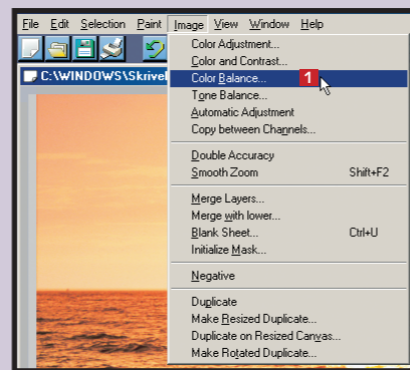 File Edit Selection Paint Image View Window Help
C:\WINDOWS\Skrivel
Color Adjustment...
Color and Contrast...
Color Balance... 1
Tone Balance...
Automatic Adjustment
Copy between Channels...
Double Accuracy
Smooth Zoom Shift+F2
Merge Layers...
Merge with lower...
Blank Sheet... Ctrl+U
Initialize Mask...
Negative
Duplicate
Make Resized Duplicate...
Duplicate on Resized Canvas...
Make Rotated Duplicate...